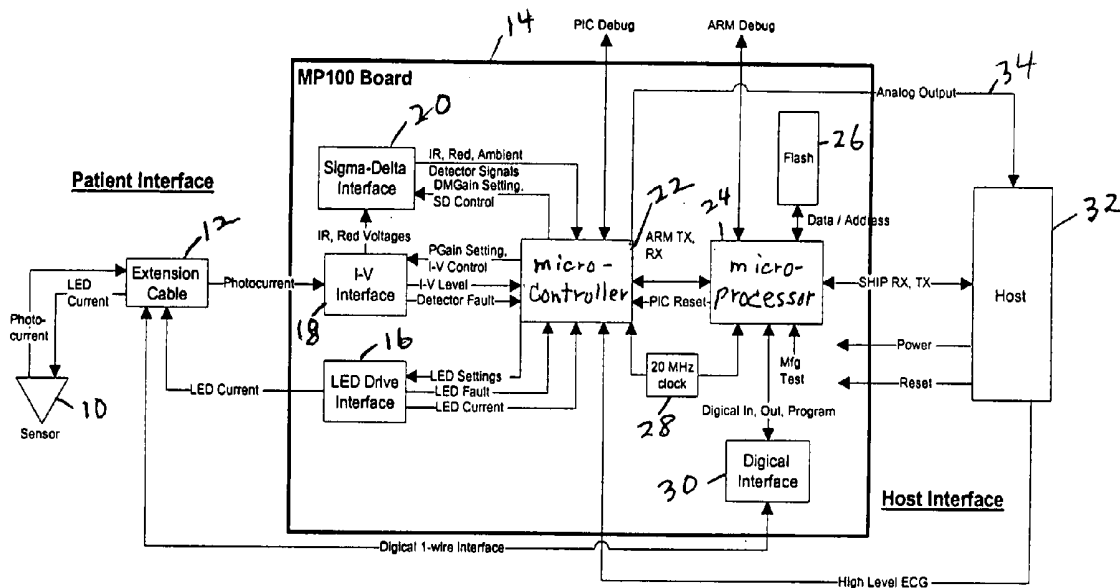 14
PIC Debug
ARM Debug
MP100 Board
34
Analog Output
20
26
Flash
Sigma-Delta
Interface
IR, Red, Ambient
Detector Signals
DMGain Setting,
SD Control
Patient Interface
22
24
32
12
IR, Red Voltages
ARM TX,
RX
Data / Address
Extension
Cable
LED
Current
Photocurrent
I-V
Interface
18
PGain Setting,
I-V Control
I-V Level
Detector Fault
micro-
Controller
micro-
processor
PIC Reset
SHIP RX, TX
Host
Photo-
current
16
Power
20 MHz
clock
28
Mfg
Test
Reset
LED Current
LED Drive
Interface
LED Settings
LED Fault
LED Current
10
Sensor
Digical In, Out, Program
30
Digical
Interface
Host Interface
Digical 1-wire Interface
High Level ECG